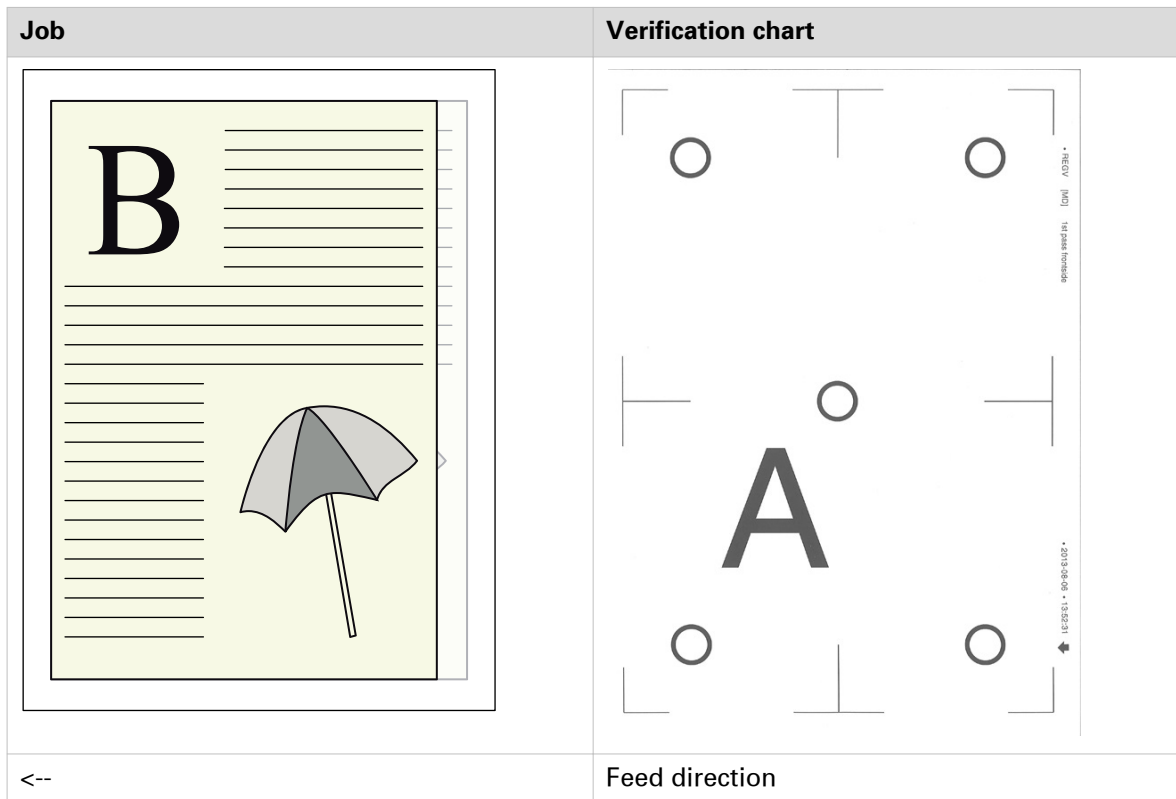 Job
Verification chart
B
• REGV [MD] 1st pass frontside
A
• 2013-08-06 • 13:52:31
<--
Feed direction